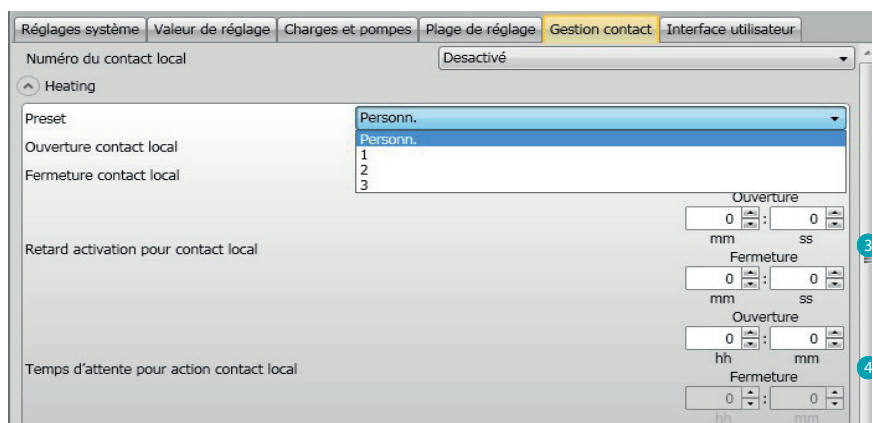 Réglages système Valeur de réglage Charges et pompes Plage de réglage Gestion contact Interface utilisateur
Numéro du contact local Desactivé
Heating
Preset Personn.
Personn.
Ouverture contact local 1
2
Fermeture contact local 3
Ouverture
0 : 0
mm ss
Retard activation pour contact local 3
Fermeture
0 : 0
mm ss
Ouverture
0 : 0
hh mm
Temps d'attente pour action contact local 4
Fermeture
0 : 0
hh mm